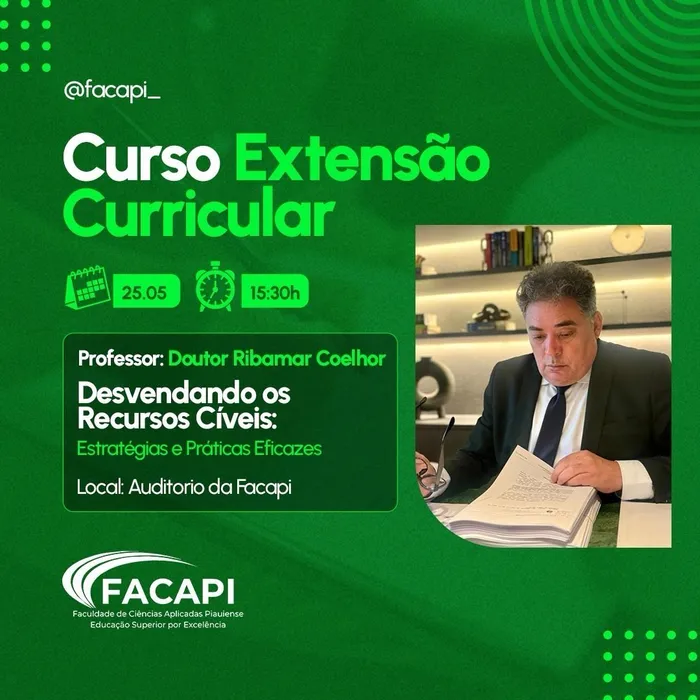 @facapi_
Curso Extensão
Curricular
25.05
15:30h
Professor: Doutor Ribamar Coelhor
Desvendando os
Recursos Cíveis:
Estratégias e Práticas Eficazes
Local: Auditorio da Facapi
FACAPI
Faculdade de Ciências Aplicadas Piauiense
Educação Superior por Excelência